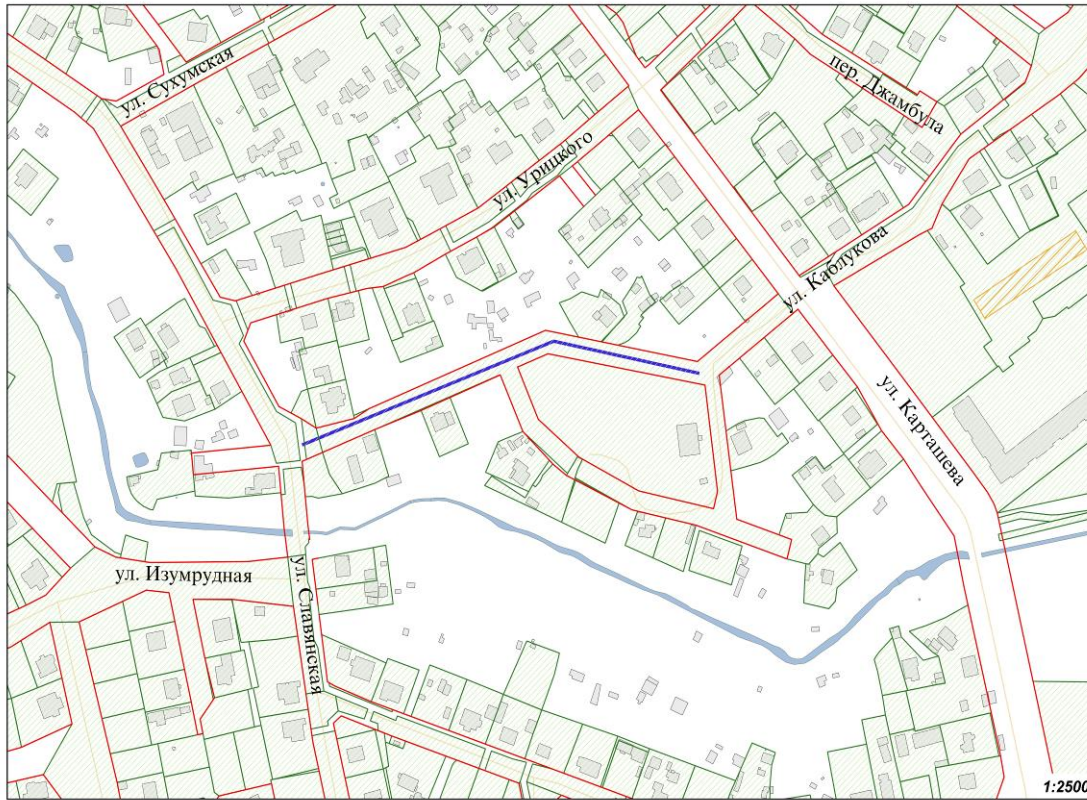 ул. Сухумская
пер. Джамбула
ул. Урицкого
ул. Каблукова
ул. Карташева
ул. Изумрудная
ул. Славянская
1:2500